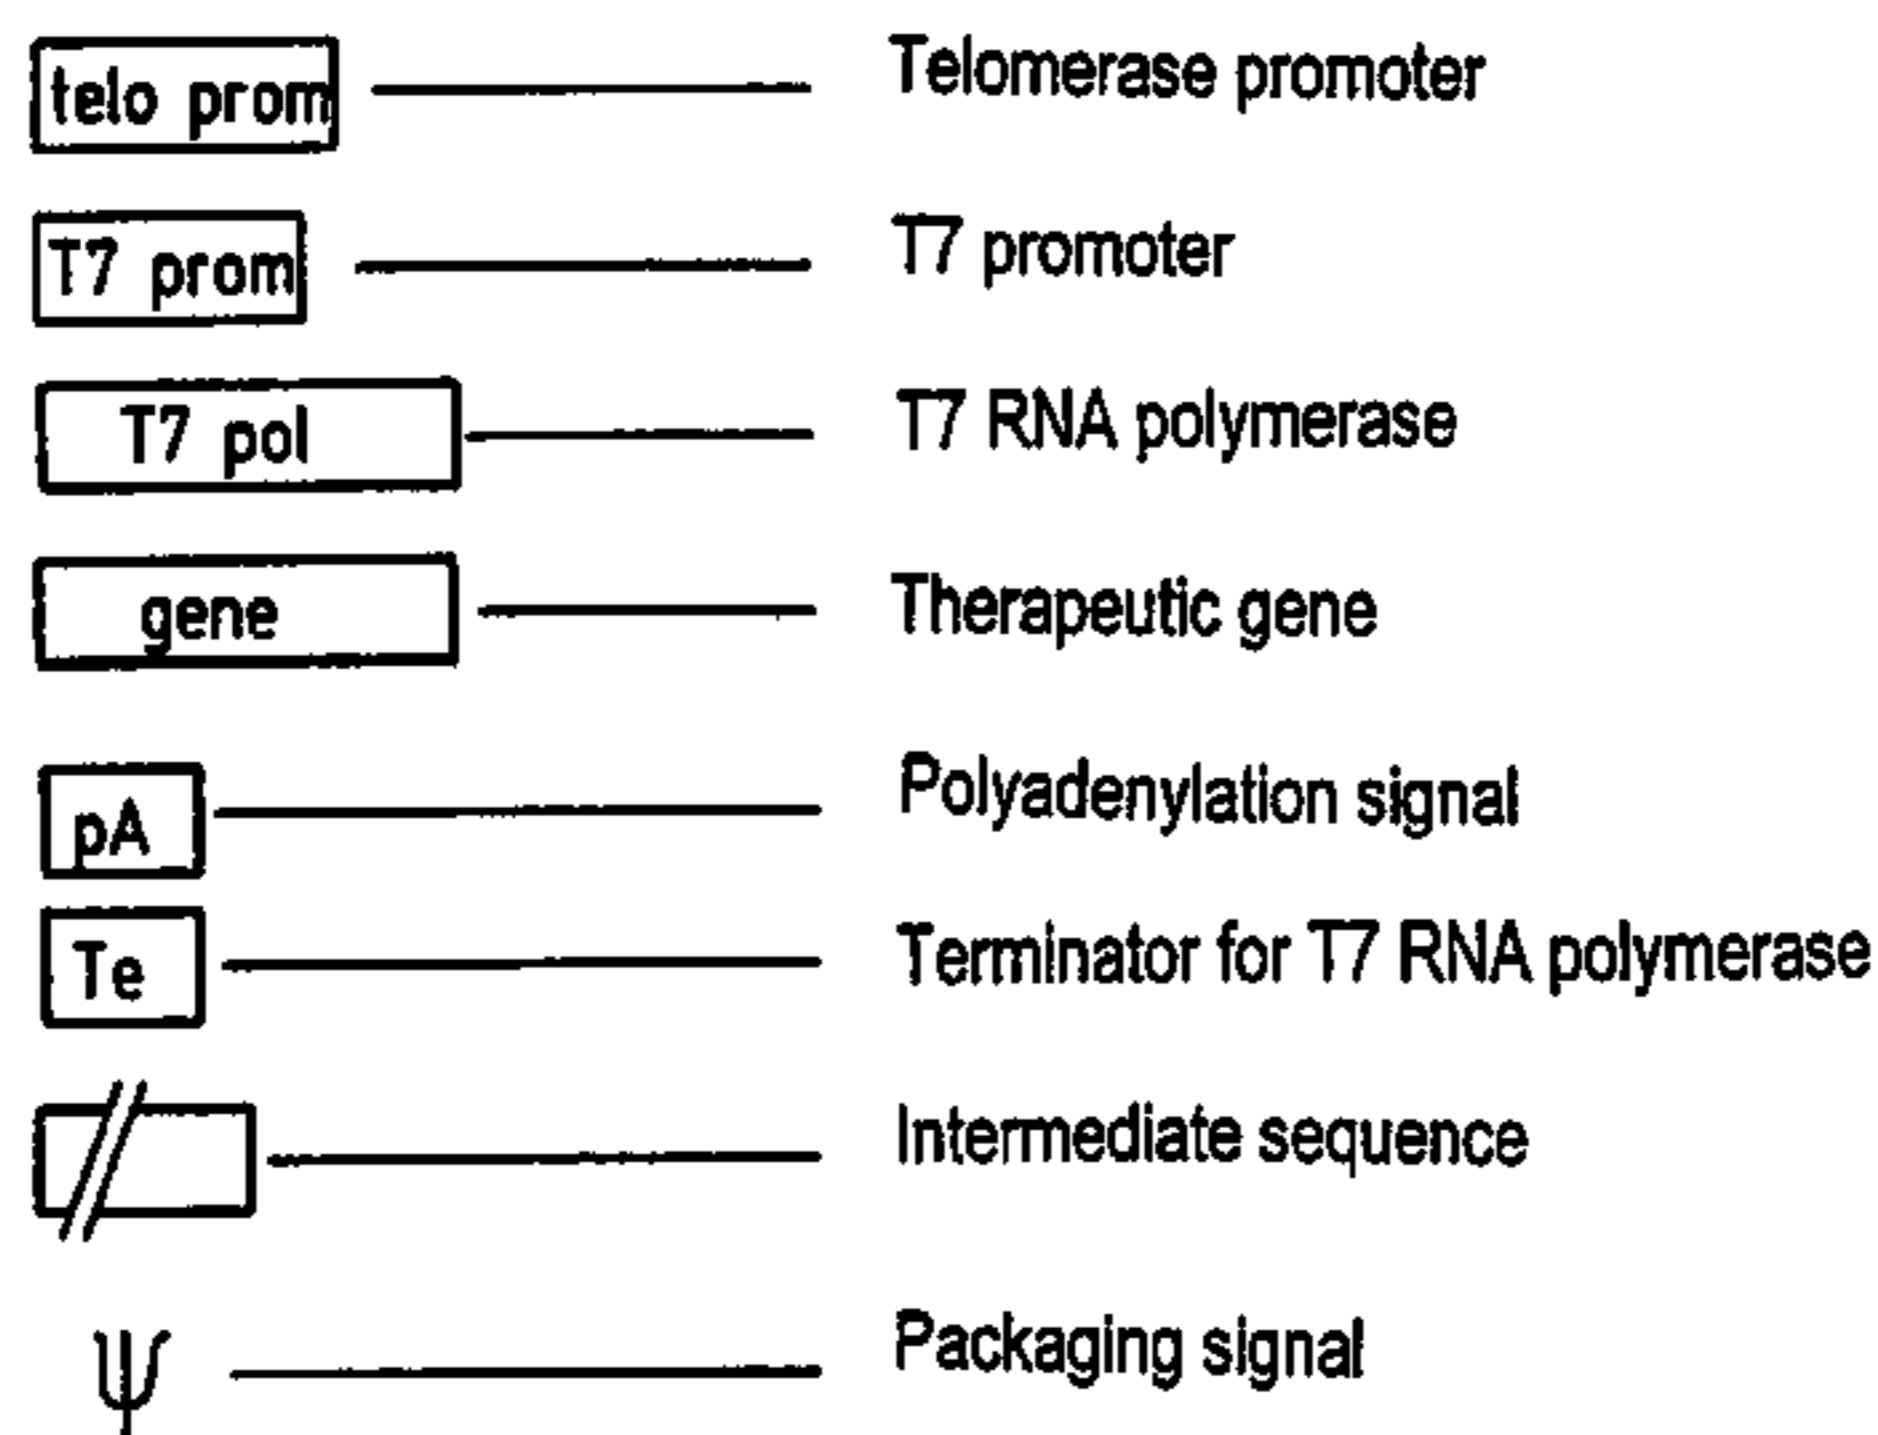 telo prom Telomerase promoter
T7 prom T7 promoter
T7 pol T7 RNA polymerase
gene Therapeutic gene
pA Polyadenylation signal
Te Terminator for T7 RNA polymerase
Intermediate sequence
ψ Packaging signal